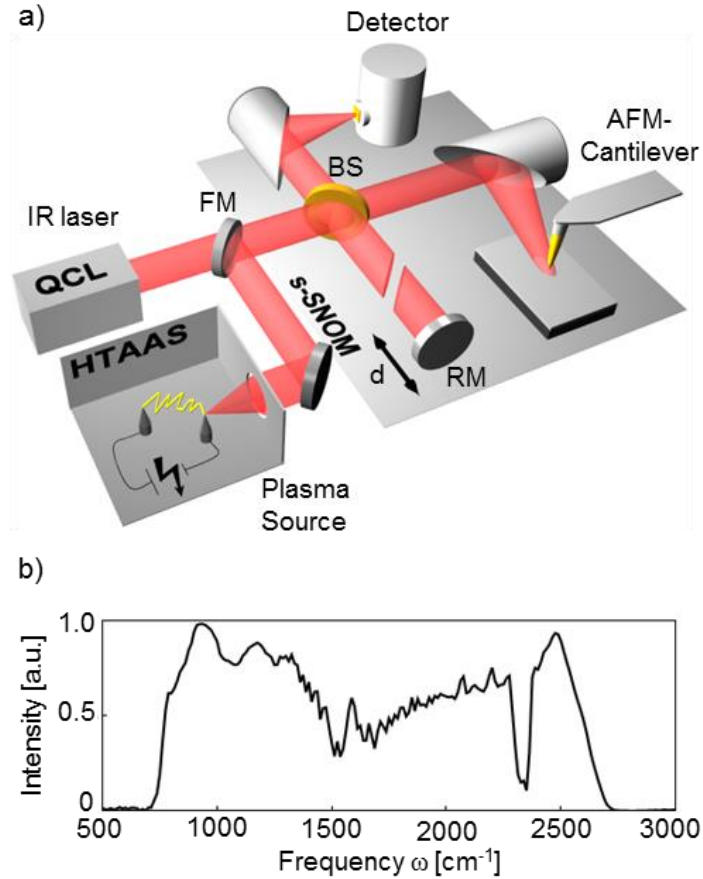 a)
Detector
AFM-
Cantilever
BS
FM
IR laser
QCL
s-SNOM
HTAAS
d
RM
Plasma
Source
b)
1.0
Intensity [a.u.]
0.5
0
500 1000 1500 2000 2500 3000
Frequency ω [cm⁻¹]